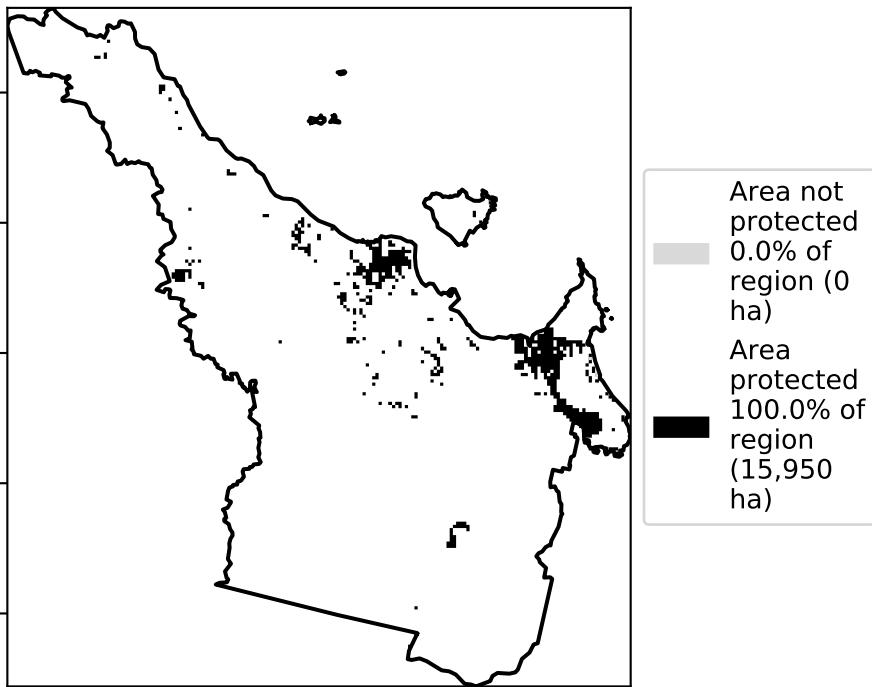 Area not
protected
0.0% of
region (0
ha)
Area
protected
100.0% of
region
(15,950
ha)